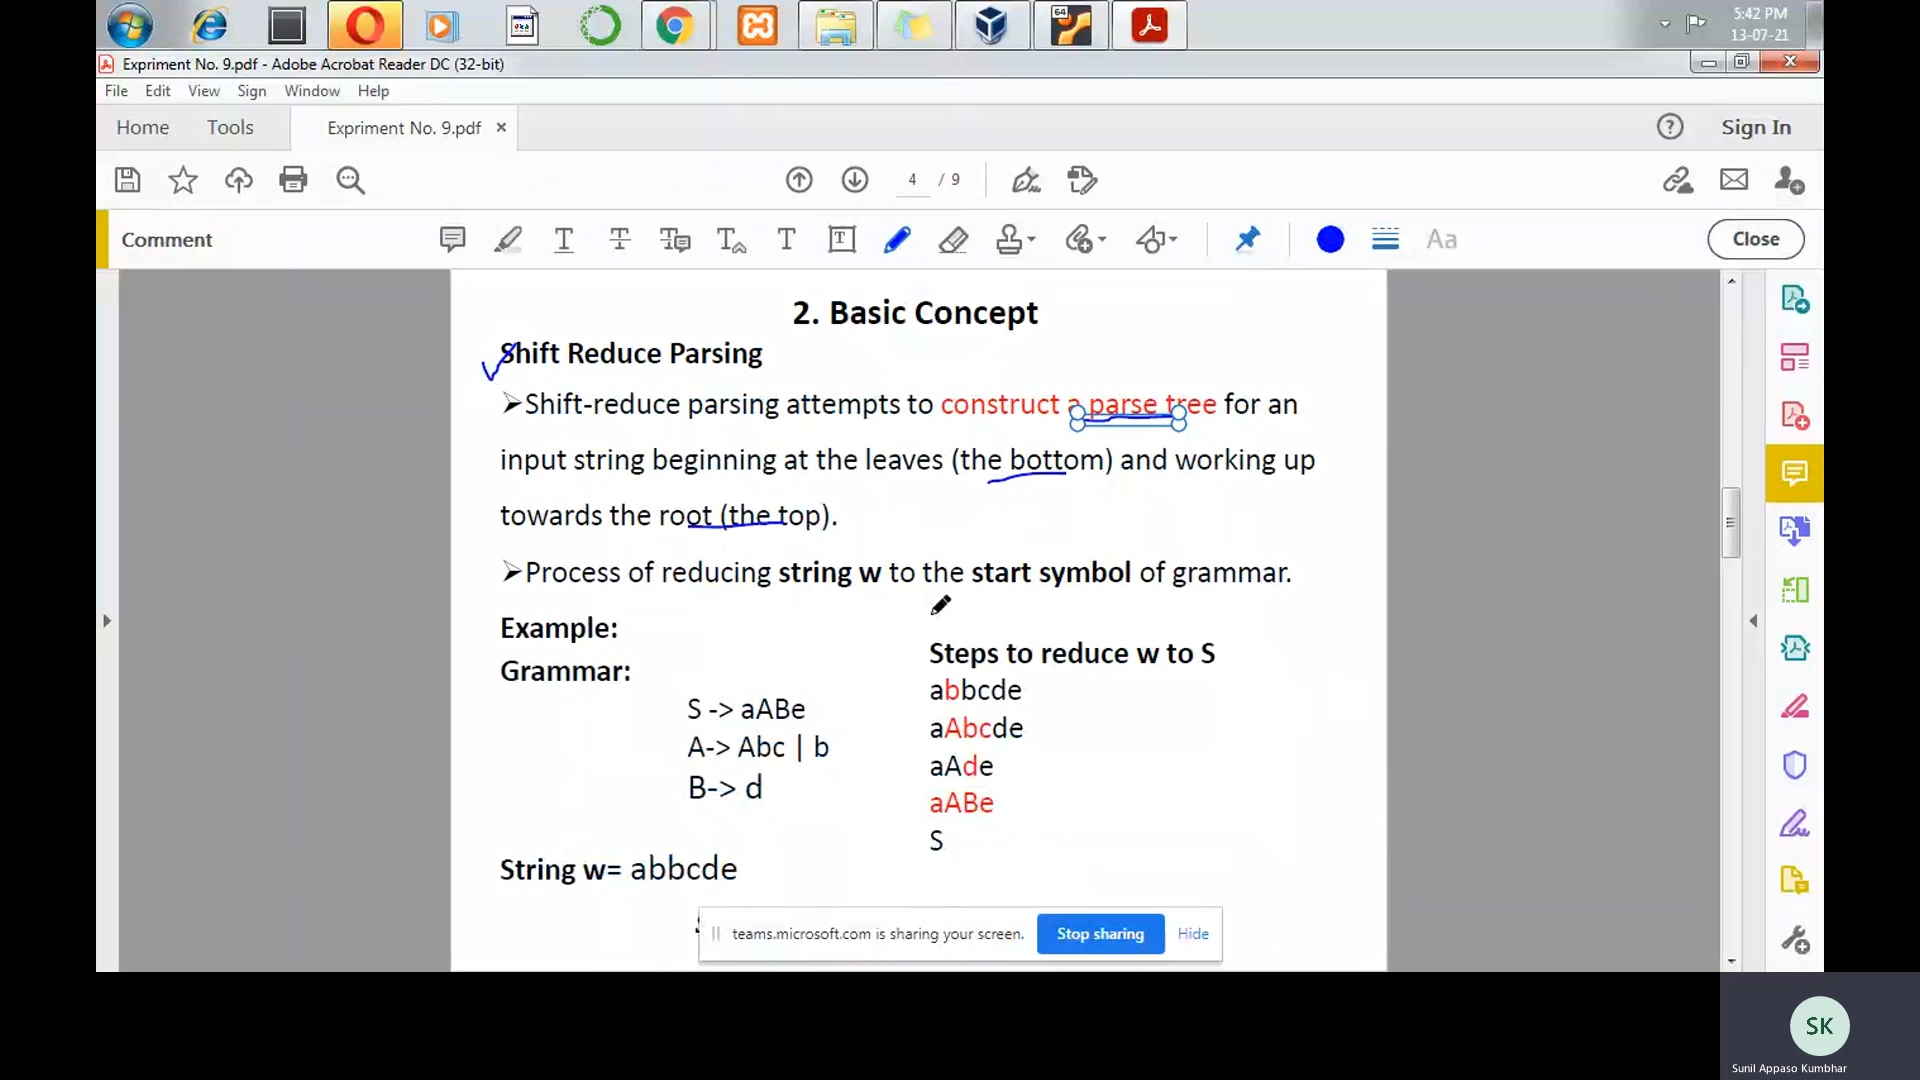 64
5:42 PM
13-07-21
Expriment No. 9.pdf - Adobe Acrobat Reader DC (32-bit)
File Edit View Sign Window Help
Home Tools Expriment No. 9.pdf × Sign In
4 / 9
Comment Aa Close
2. Basic Concept
Shift Reduce Parsing
➢Shift-reduce parsing attempts to construct a parse tree for an
input string beginning at the leaves (the bottom) and working up
towards the root (the top).
➢Process of reducing string w to the start symbol of grammar.
Example:
Grammar:
S -> aABe
A-> Abc | b
B-> d
String w= abbcde
Steps to reduce w to S
abbcde
aAbcde
aAde
aABe
S
teams.microsoft.com is sharing your screen. Stop sharing Hide
SK
Sunil Appaso Kumbhar